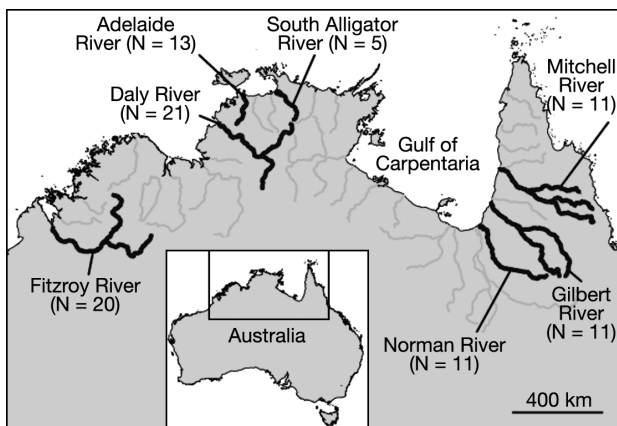 Adelaide
River (N = 13)
South Alligator
River (N = 5)
Daly River
(N = 21)
Mitchell
River
(N = 11)
Gulf of
Carpentaria
Fitzroy River
(N = 20)
Australia
Norman River
(N = 11)
Gilbert
River
(N = 11)
400 km